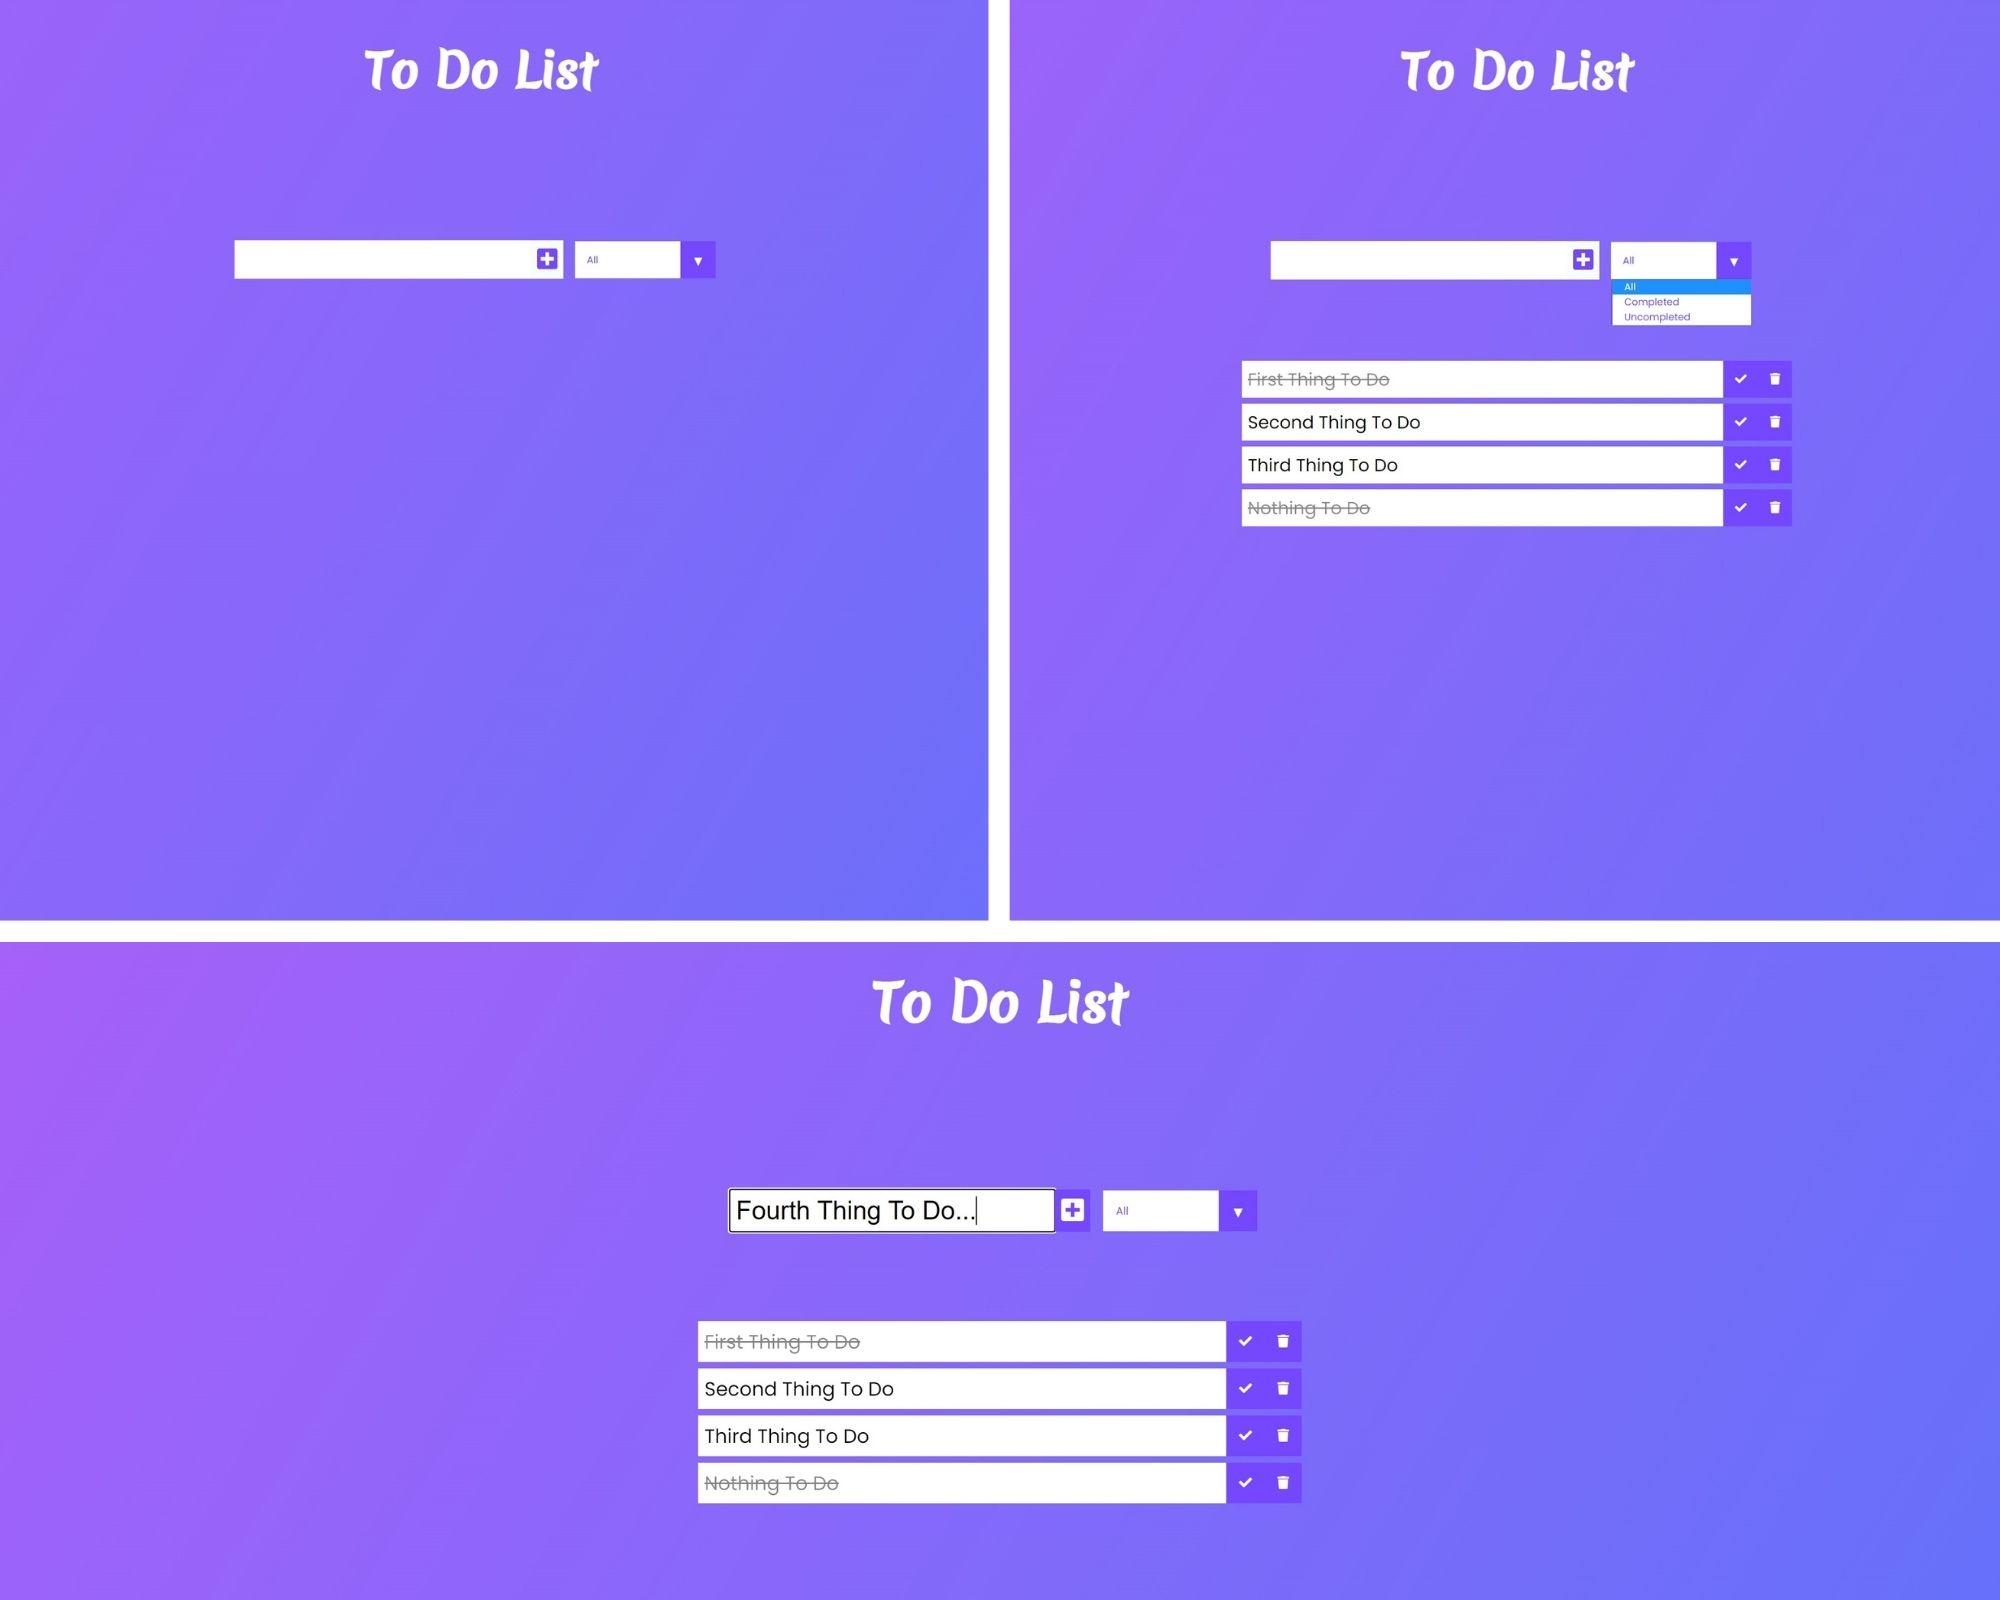 To Do List
All
To Do List
All
All
Completed
Uncompleted
First Thing To Do
Second Thing To Do
Third Thing To Do
Nothing To Do
To Do List
Fourth Thing To Do...
All
First Thing To Do
Second Thing To Do
Third Thing To Do
Nothing To Do